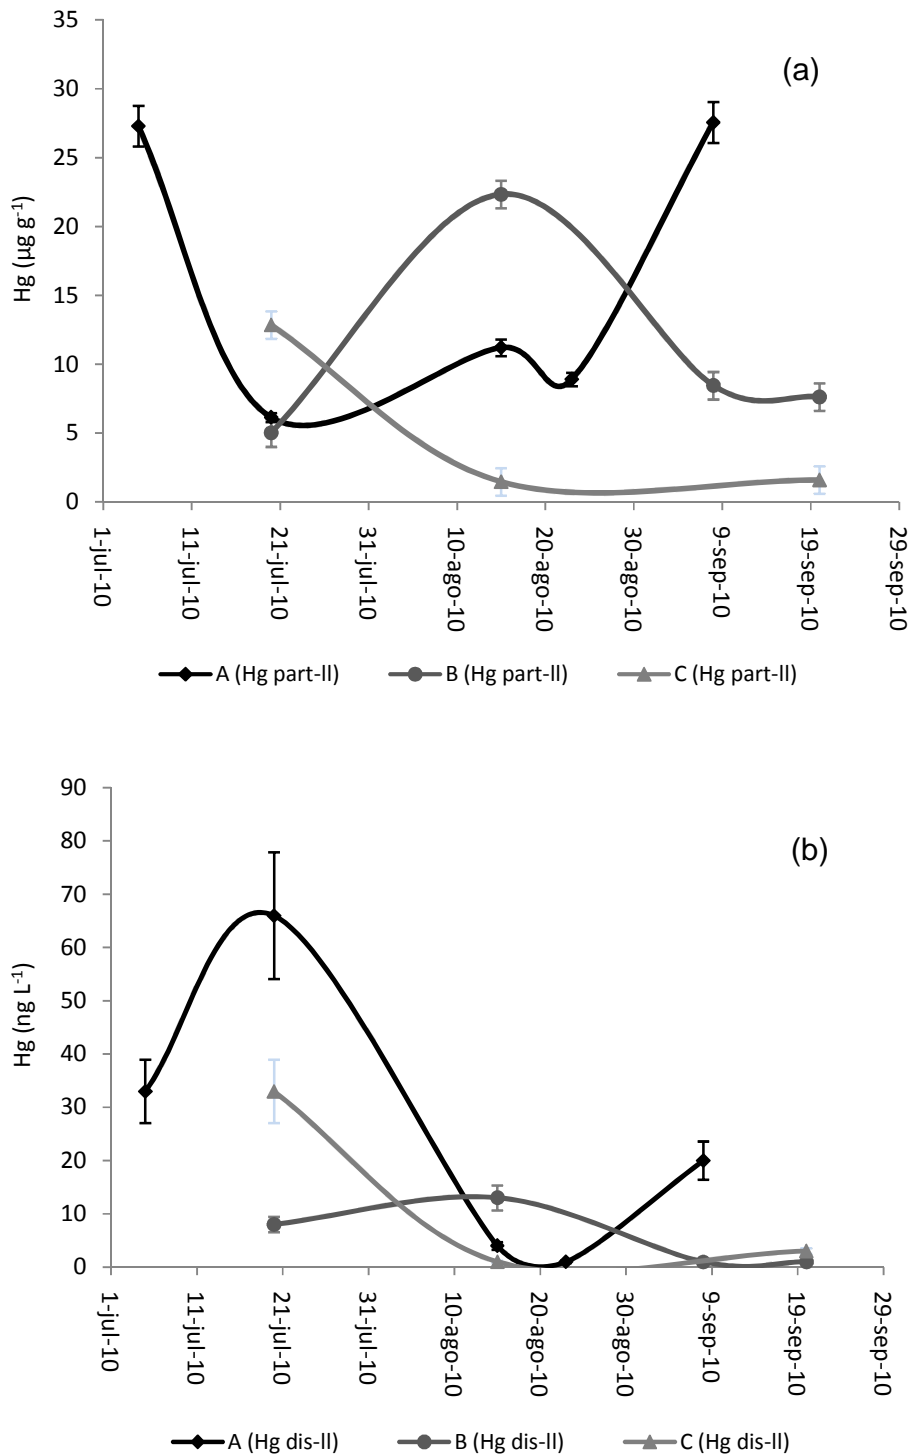 35
(a)
30
25
20
15
10
5
0
Hg (µg g⁻¹)
1-jul-10
11-jul-10
21-jul-10
31-jul-10
10-ago-10
20-ago-10
30-ago-10
9-sep-10
19-sep-10
29-sep-10
A (Hg part-II) B (Hg part-II) C (Hg part-II)
90
80
(b)
70
60
50
40
30
20
10
0
Hg (ng L⁻¹)
1-jul-10
11-jul-10
21-jul-10
31-jul-10
10-ago-10
20-ago-10
30-ago-10
9-sep-10
19-sep-10
29-sep-10
A (Hg dis-II) B (Hg dis-II) C (Hg dis-II)